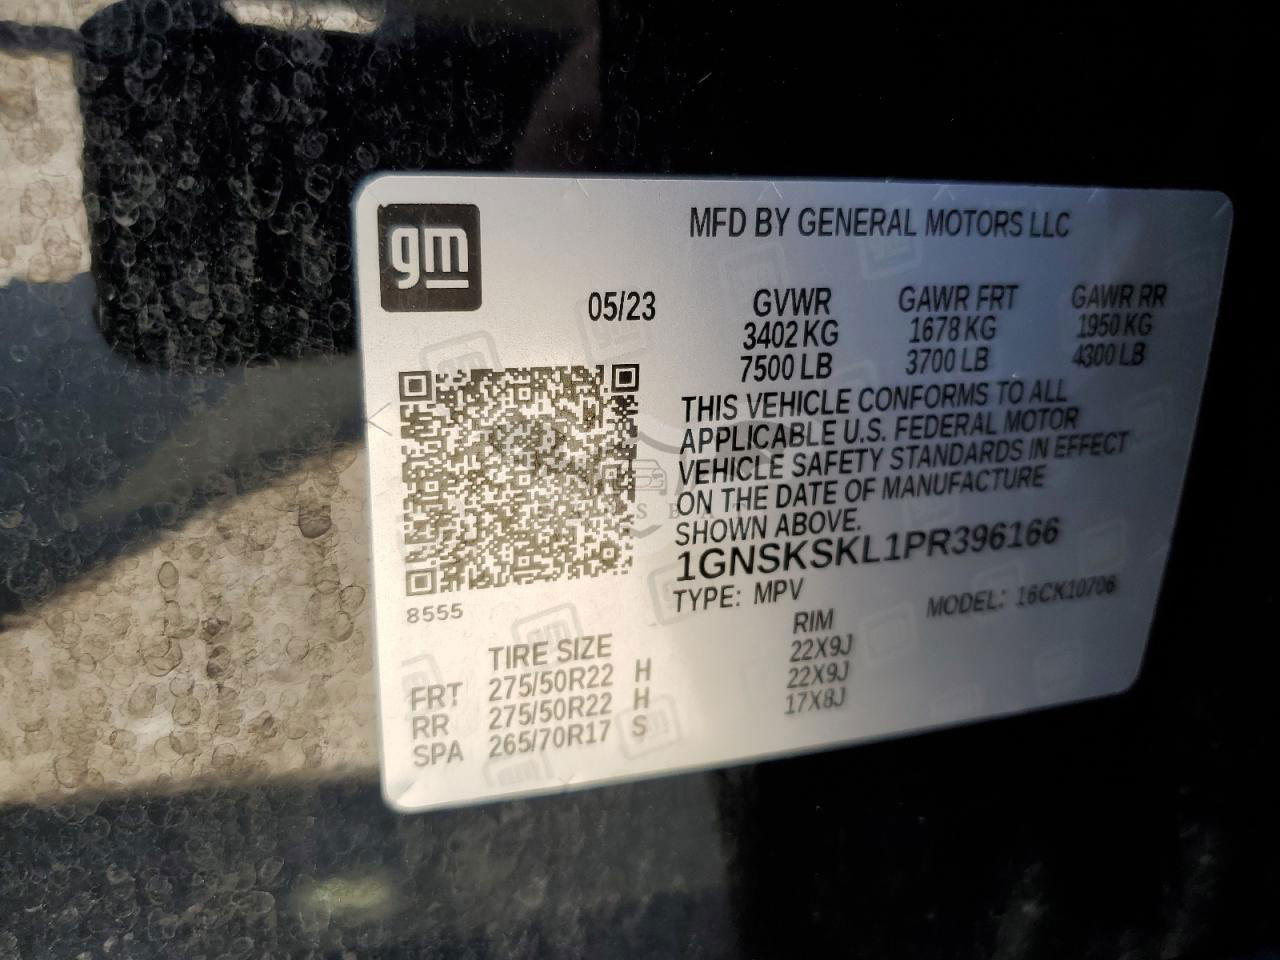 gm
MFD BY GENERAL MOTORS LLC
05/23 GVWR GAWR FRT GAWR RR
3402 KG 1678 KG 1950 KG
7500 LB 3700 LB 4300 LB
THIS VEHICLE CONFORMS TO ALL
APPLICABLE U.S. FEDERAL MOTOR
VEHICLE SAFETY STANDARDS IN EFFECT
ON THE DATE OF MANUFACTURE
SHOWN ABOVE.
1GNSKSKL1PR396166
8555
TYPE: MPV MODEL: 16CK10706
TIRE SIZE RIM
FRT 275/50R22 H 22X9J
RR 275/50R22 H 22X9J
SPA 265/70R17 S 17X8J